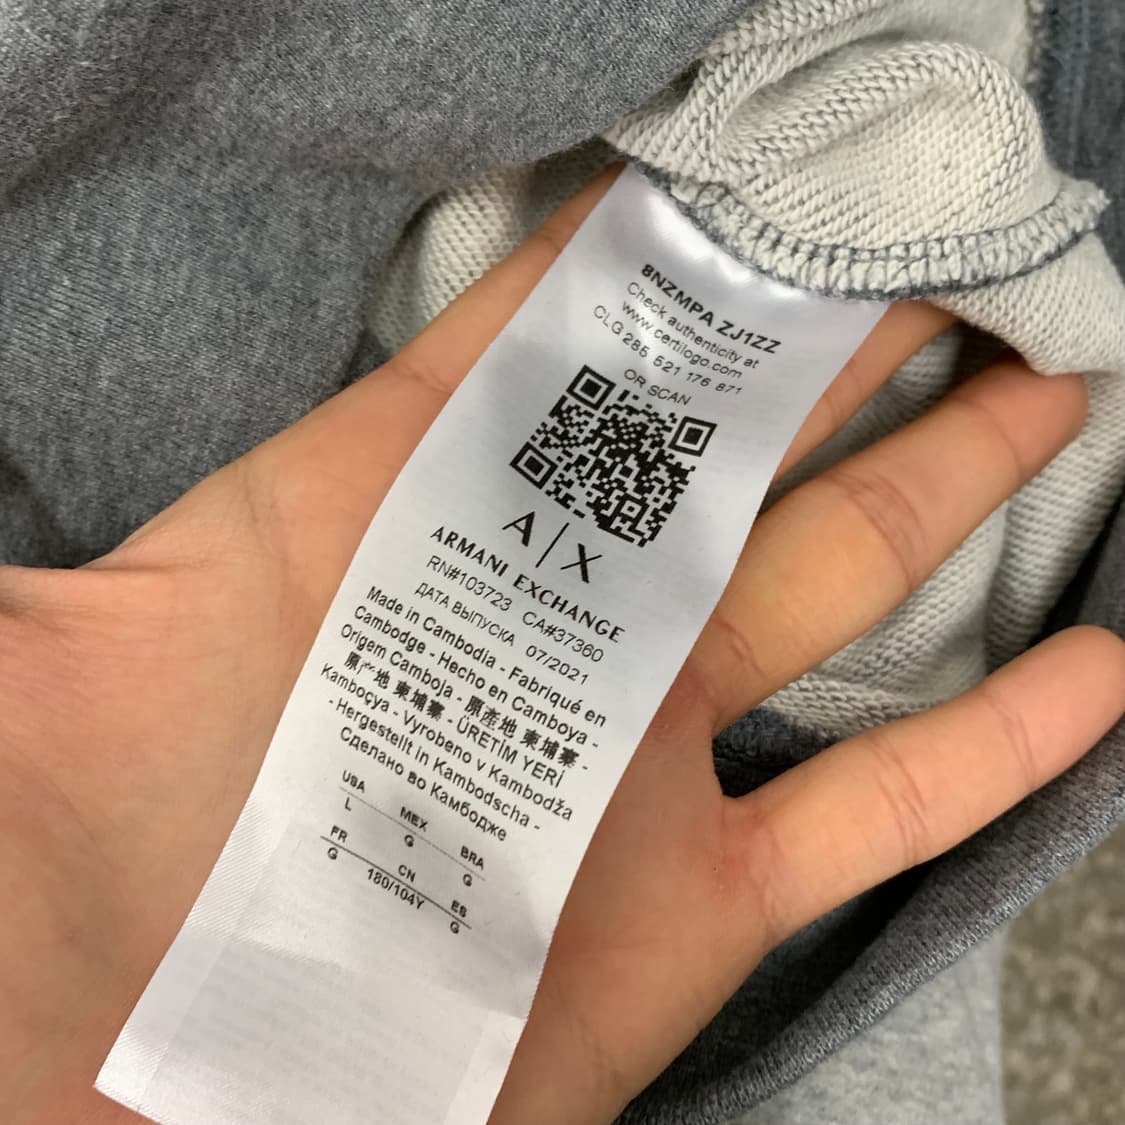 8NZMPA ZJ1ZZ
Check authenticity at
www.certilogo.com
CLG 285 521 176 871
OR SCAN
A|X
ARMANI EXCHANGE
RN#103723 CA#37360
ДАТА ВЫПУСКА 07/2021
Made in Cambodia - Fabriqué en
Cambodge - Hecho en Camboya -
Origem Camboja - 原産地 柬埔寨 -
原产地 柬埔寨 - ÜRETİM YERİ
Kamboçya - Vyrobeno v Kambodža
- Hergestellt in Kambodscha -
Сделано во Камбодже
USA MEX BRA
L G G
FR CN ES
G 180/104Y G